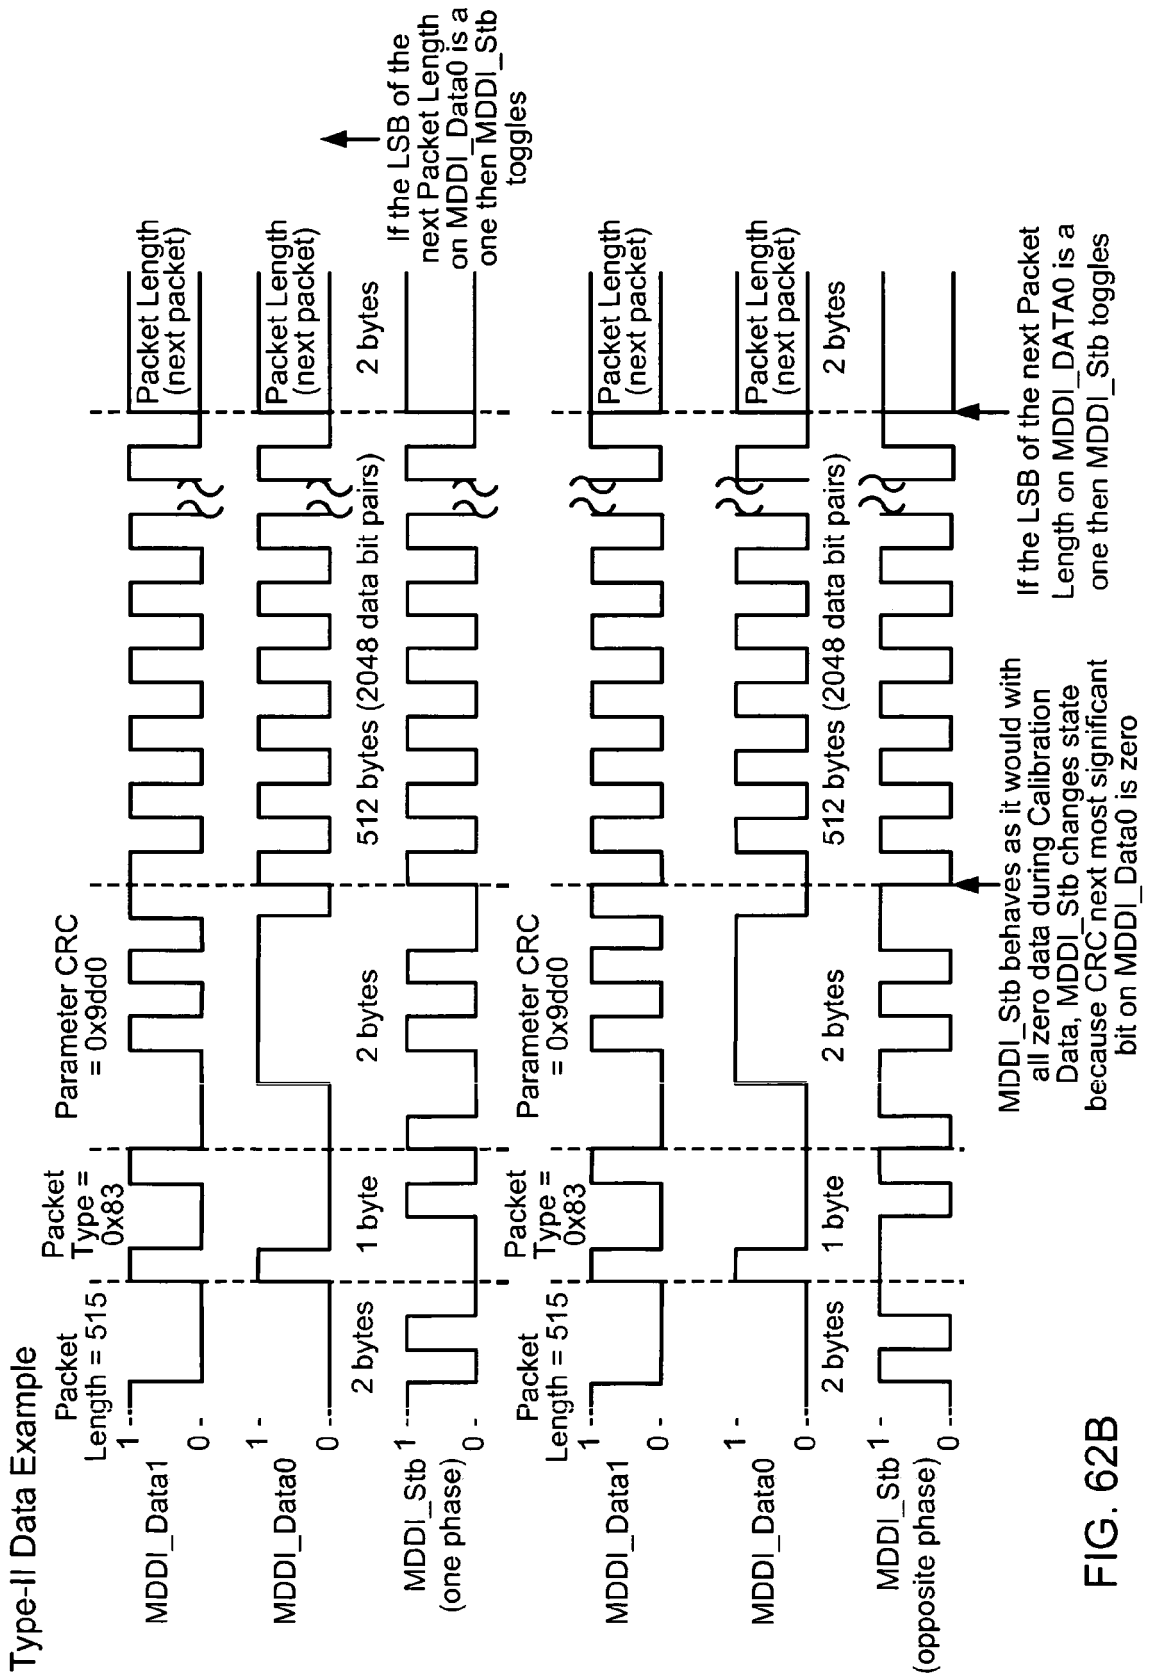 Type-II Data Example
Packet
Length = 515
Packet
Type =
0x83
Parameter CRC
= 0x9dd0
1
0
MDDI_Data1
Packet Length
(next packet)
1
0
MDDI_Data0
Packet Length
(next packet)
2 bytes
1 byte
2 bytes
512 bytes (2048 data bit pairs)
2 bytes
1
0
MDDI_Stb
(one phase)
If the LSB of the
next Packet Length
on MDDI_Data0 is a
one then MDDI_Stb
toggles
Packet
Length = 515
Packet
Type =
0x83
Parameter CRC
= 0x9dd0
1
0
MDDI_Data1
Packet Length
(next packet)
1
0
MDDI_Data0
Packet Length
(next packet)
2 bytes
1 byte
2 bytes
512 bytes (2048 data bit pairs)
2 bytes
1
0
MDDI_Stb
(opposite phase)
MDDI_Stb behaves as it would with
all zero data during Calibration
Data, MDDI_Stb changes state
because CRC next most significant
bit on MDDI_Data0 is zero
If the LSB of the next Packet
Length on MDDI_DATA0 is a
one then MDDI_Stb toggles
FIG. 62B